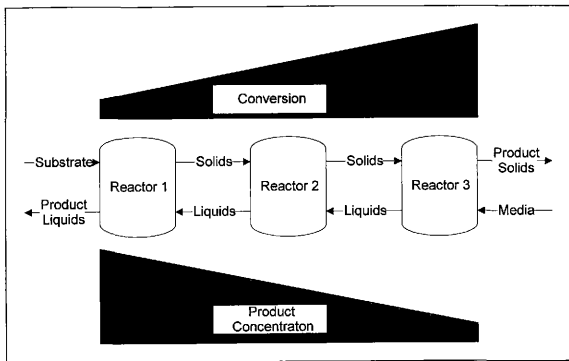 Conversion
Substrate
Reactor 1
Solids
Reactor 2
Solids
Reactor 3
Product
Solids
Product
Liquids
Liquids
Liquids
Media
Product
Concentraton